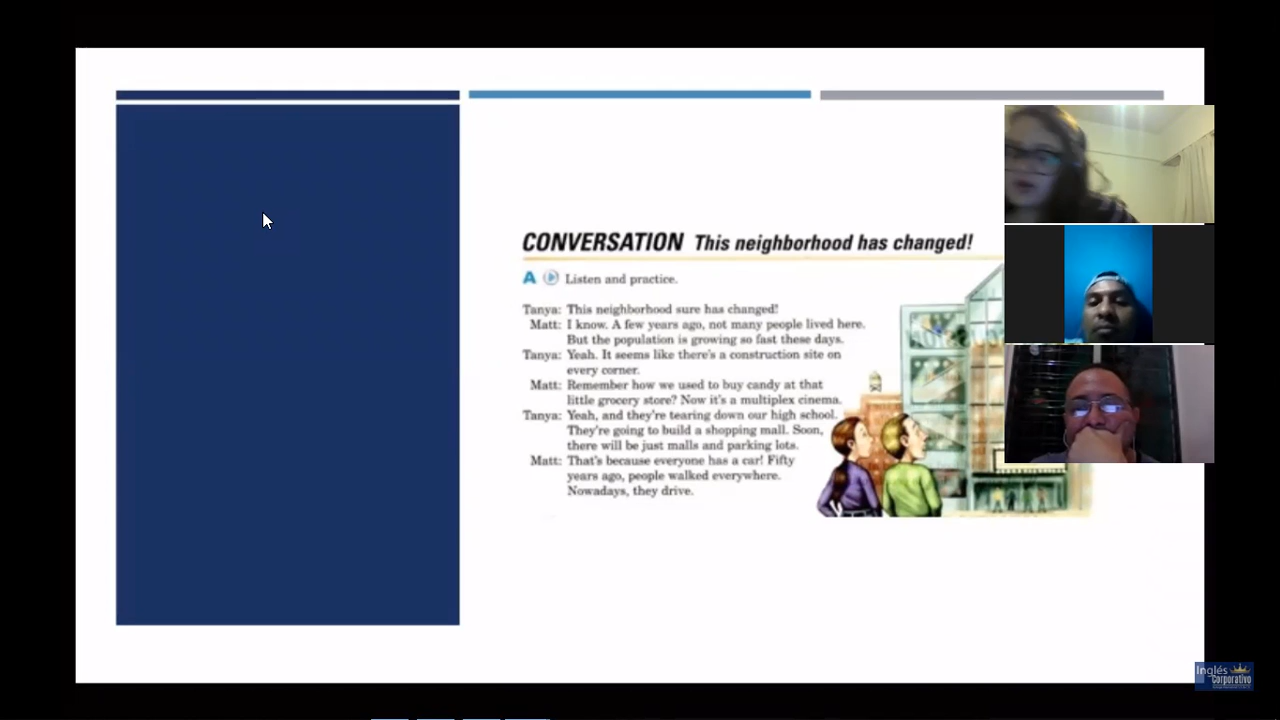 CONVERSATION This neighborhood has changed!
A Listen and practice.
Tanya: This neighborhood sure has changed!
Matt: I know. A few years ago, not many people lived here.
But the population is growing so fast these days.
Tanya: Yeah. It seems like there's a construction site on
every corner.
Matt: Remember how we used to buy candy at that
little grocery store? Now it's a multiplex cinema.
Tanya: Yeah, and they're tearing down our high school.
They're going to build a shopping mall. Soon,
there will be just malls and parking lots.
Matt: That's because everyone has a car! Fifty
years ago, people walked everywhere.
Nowadays, they drive.
Inglés
Corporativo